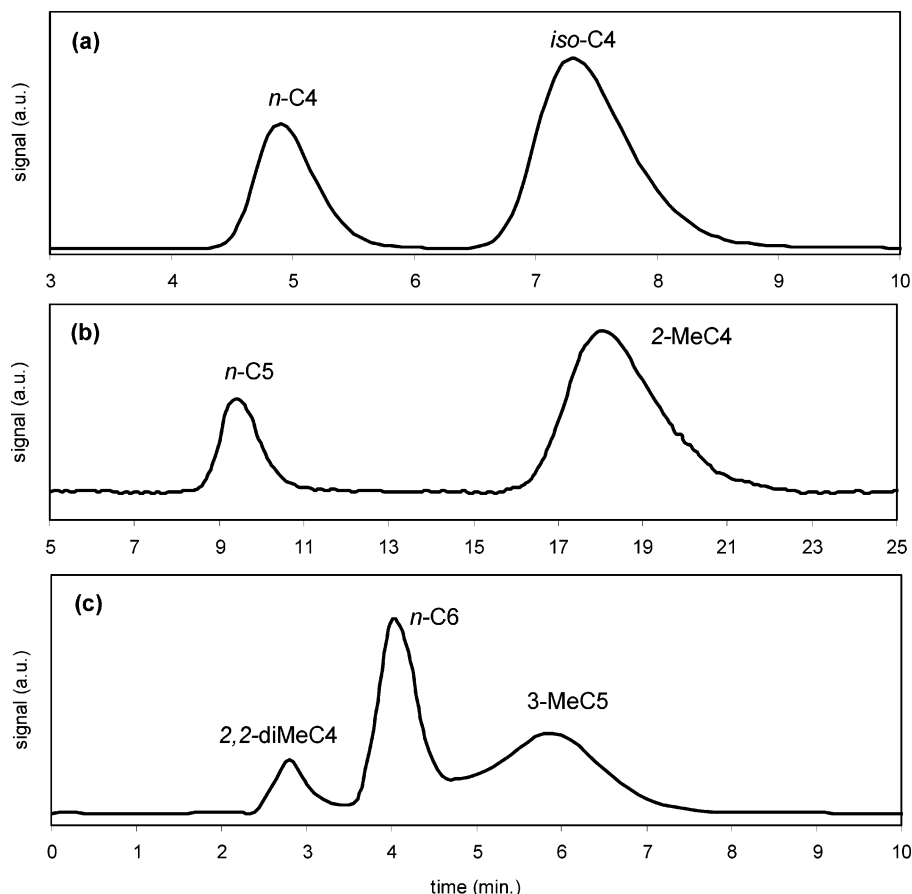 (a)
iso-C4
n-C4
signal (a.u.)
3 4 5 6 7 8 9 10
(b)
2-MeC4
n-C5
signal (a.u.)
5 7 9 11 13 15 17 19 21 23 25
(c)
n-C6
3-MeC5
2,2-diMeC4
signal (a.u.)
0 1 2 3 4 5 6 7 8 9 10
time (min.)